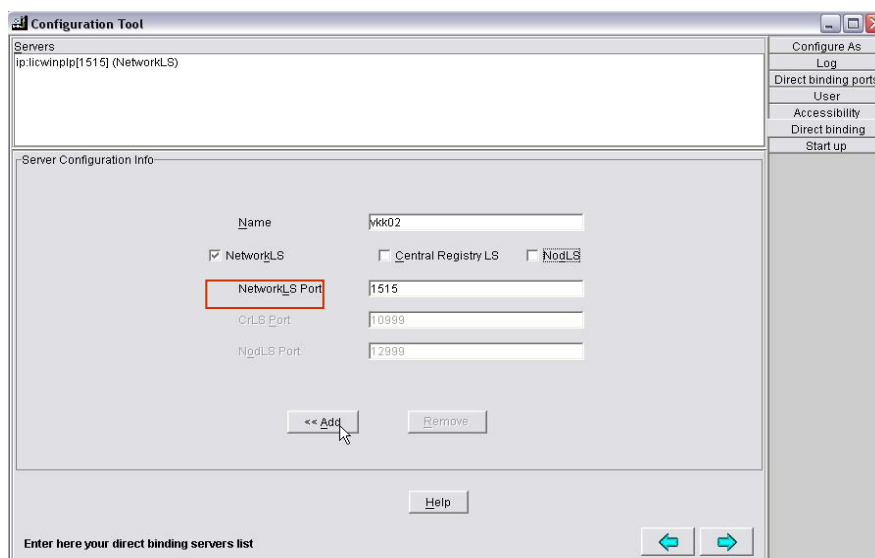 Configuration Tool
Servers
ip:licwinplp[1515] (NetworkLS)
Configure As
Log
Direct binding ports
User
Accessibility
Direct binding
Start up
Server Configuration Info
Name
vkk02
NetworkLS
Central Registry LS
NodLS
NetworkLS Port
1515
CrLS Port
10999
NodLS Port
12999
<< Add
Remove
Help
Enter here your direct binding servers list